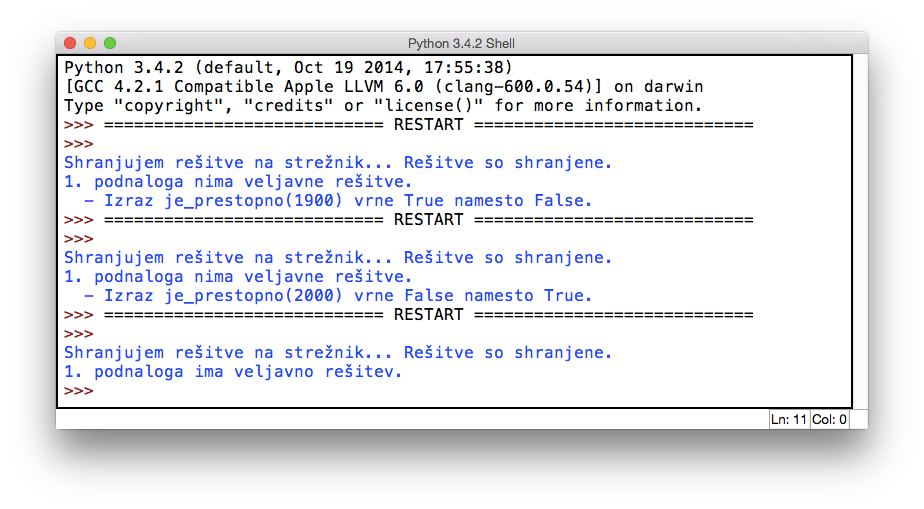 Python 3.4.2 Shell
Python 3.4.2 (default, Oct 19 2014, 17:55:38)
[GCC 4.2.1 Compatible Apple LLVM 6.0 (clang-600.0.54)] on darwin
Type "copyright", "credits" or "license()" for more information.
>>> ============================ RESTART ============================
>>>
Shranjujem rešitve na strežnik... Rešitve so shranjene.
1. podnaloga nima veljavne rešitve.
  - Izraz je_prestopno(1900) vrne True namesto False.
>>> ============================ RESTART ============================
>>>
Shranjujem rešitve na strežnik... Rešitve so shranjene.
1. podnaloga nima veljavne rešitve.
  - Izraz je_prestopno(2000) vrne False namesto True.
>>> ============================ RESTART ============================
>>>
Shranjujem rešitve na strežnik... Rešitve so shranjene.
1. podnaloga ima veljavno rešitev.
>>>
Ln: 11 Col: 0